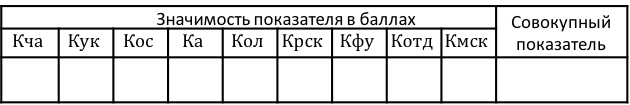 Значимость показателя в баллах
Совокупный
показатель
Кча Кук Кос Ка Кол Крск Кфу Котд Кмск